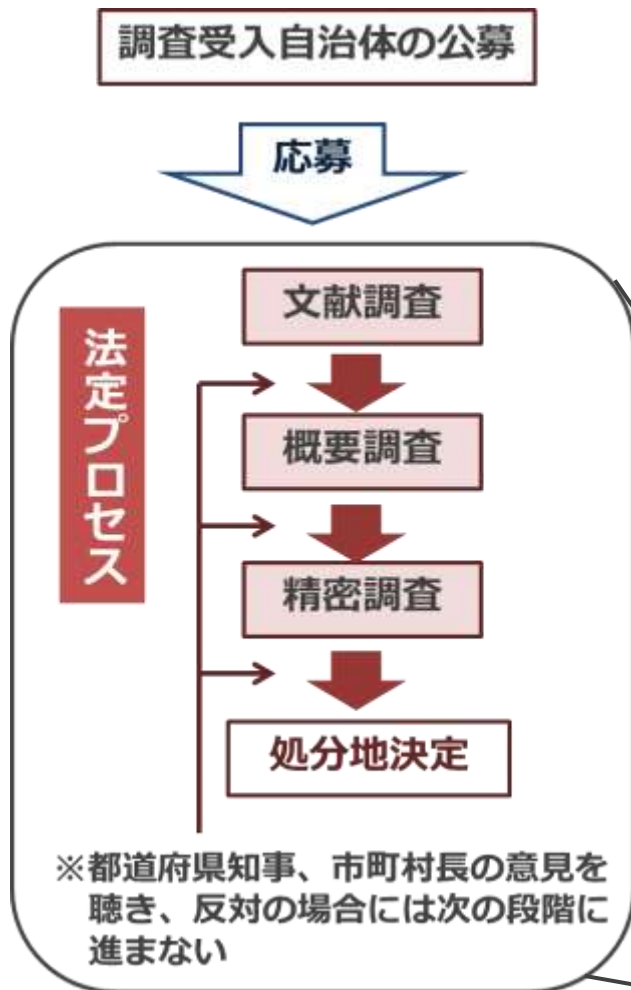 調査受入自治体の公募
応募
法定プロセス
文献調査
概要調査
精密調査
処分地決定
※都道府県知事、市町村長の意見を
聴き、反対の場合には次の段階に
進まない